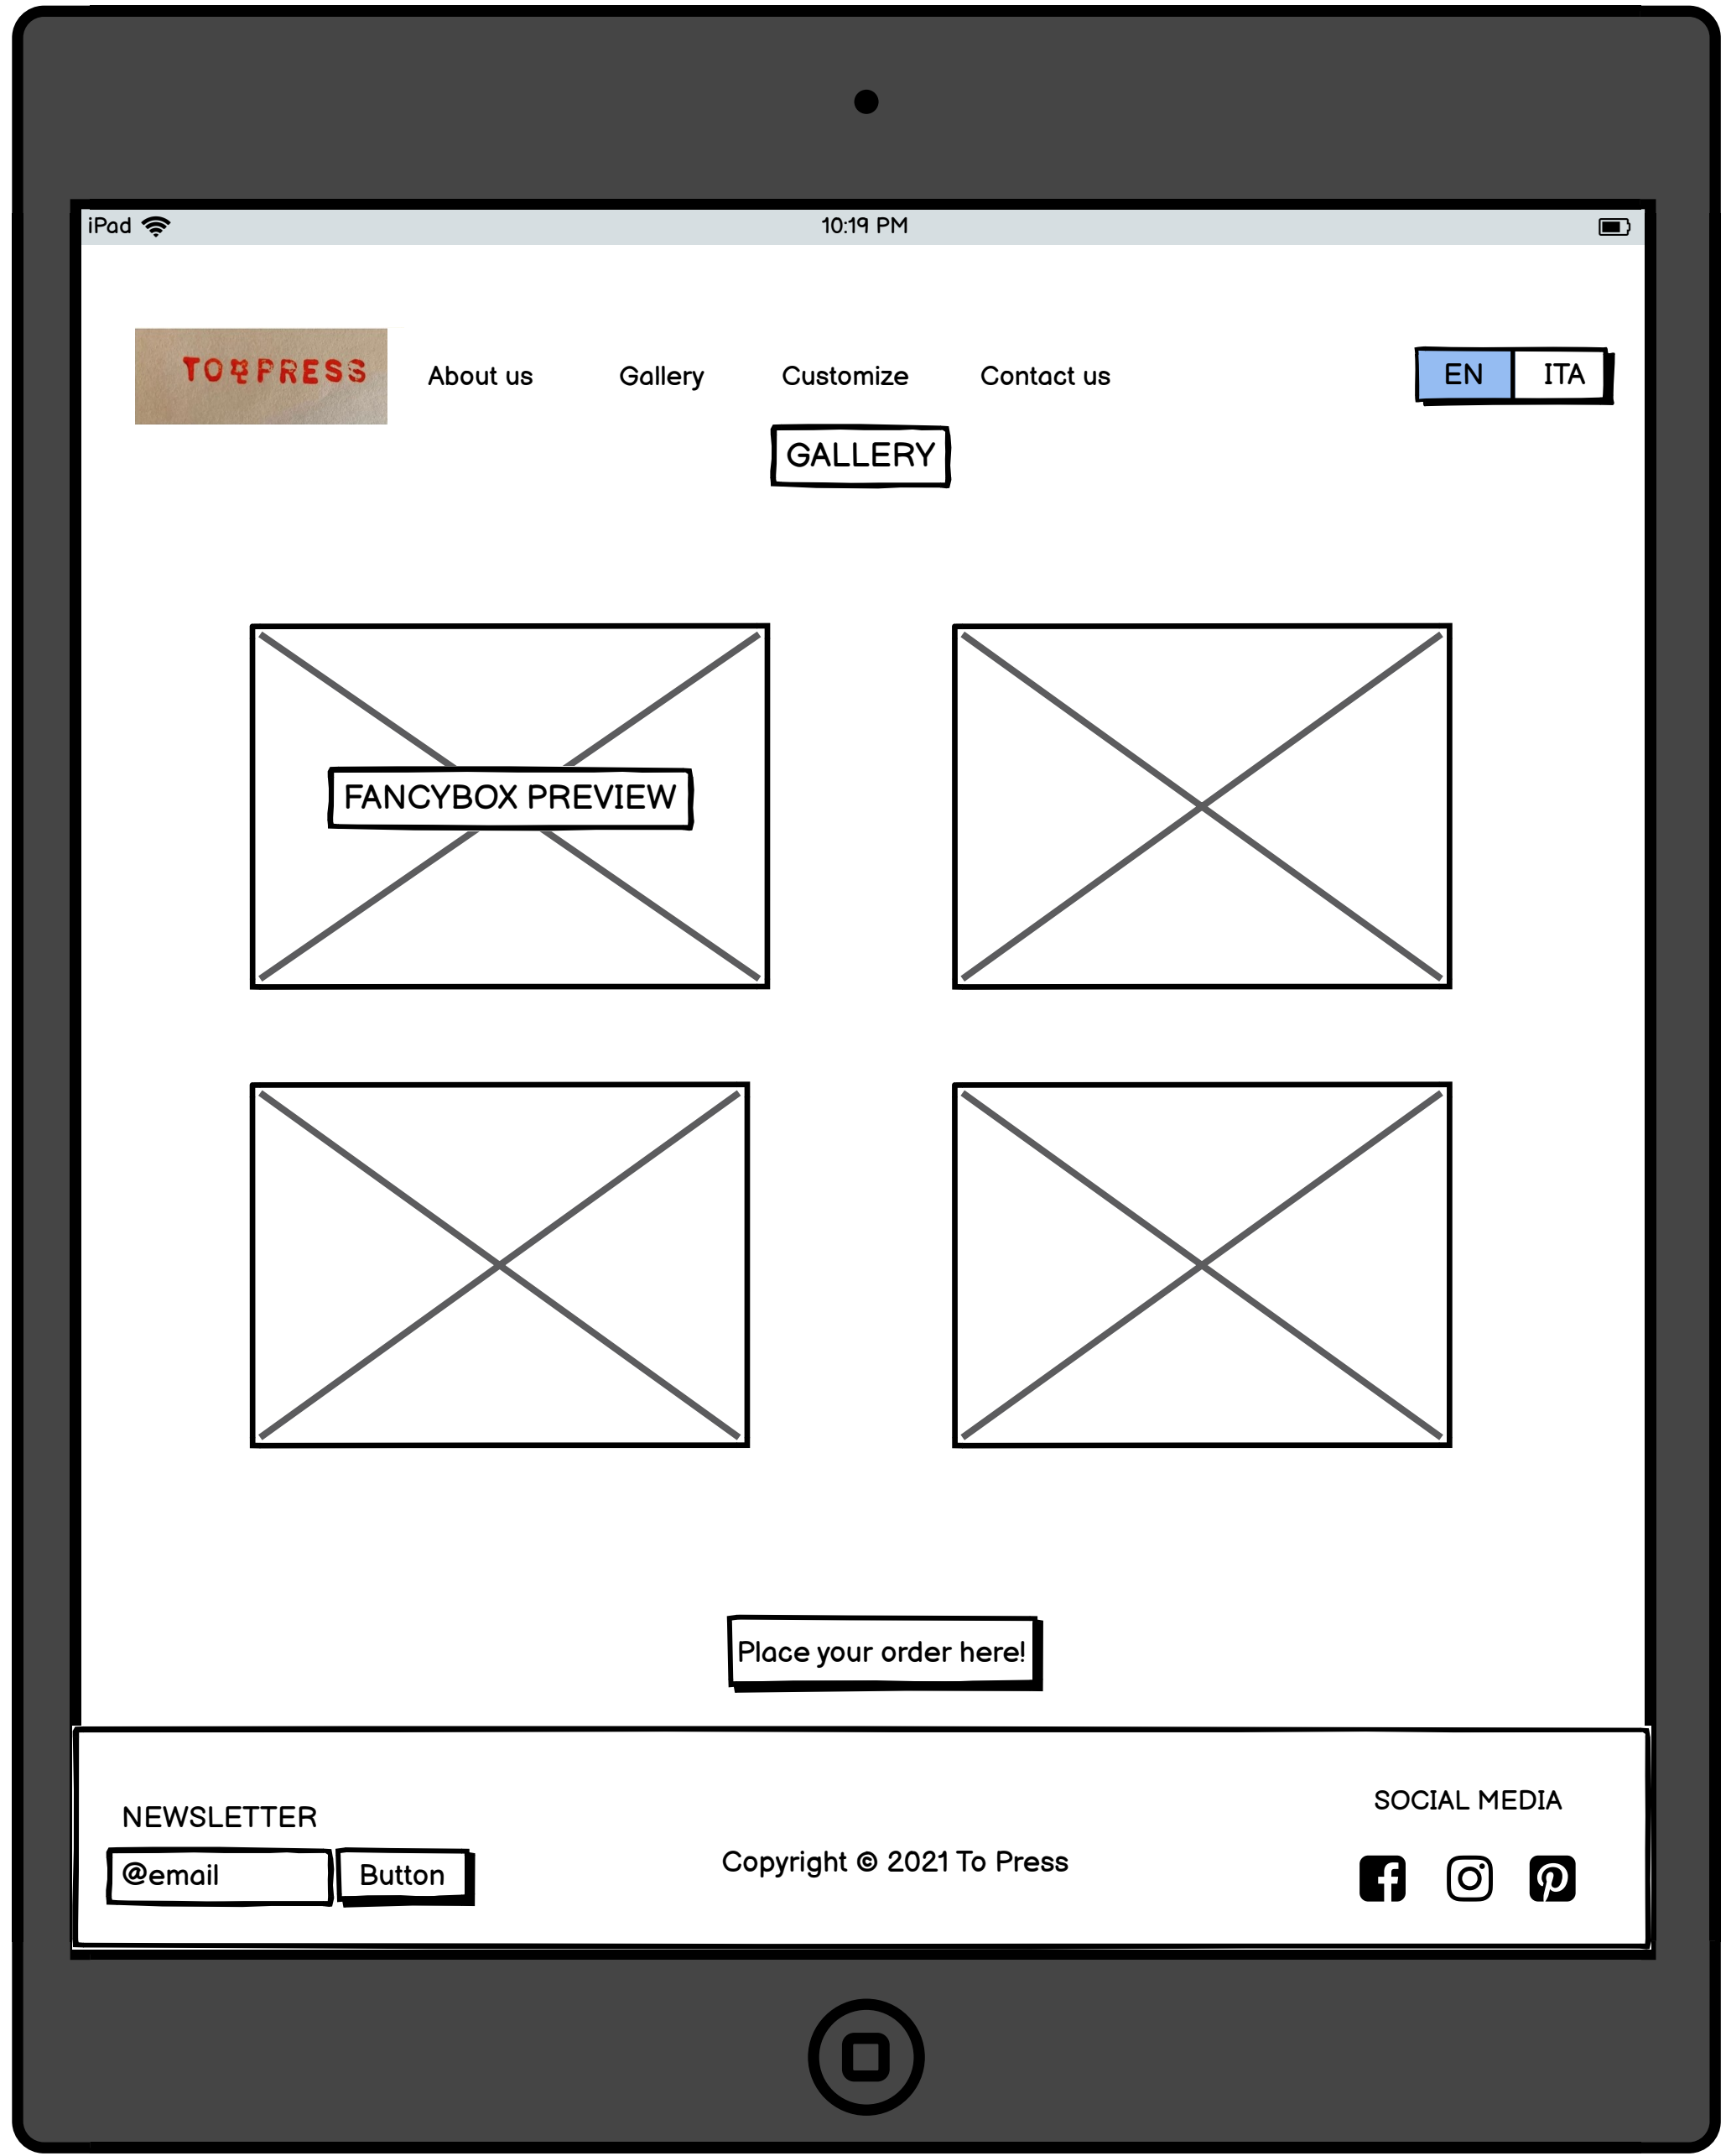 iPad 10:19 PM
TO PRESS
About us Gallery Customize Contact us EN ITA
GALLERY
FANCYBOX PREVIEW
Place your order here!
NEWSLETTER
SOCIAL MEDIA
@email Button
Copyright © 2021 To Press